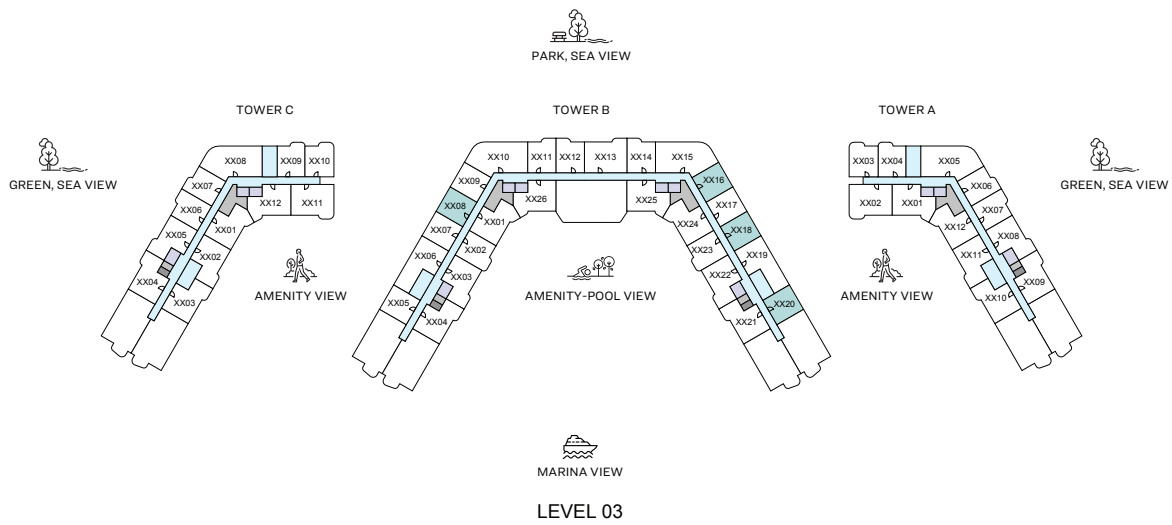 PARK, SEA VIEW
TOWER C
TOWER B
TOWER A
GREEN, SEA VIEW
GREEN, SEA VIEW
XX08
XX09
XX10
XX07
XX06
XX05
XX04
XX12
XX11
XX01
XX02
XX03
XX10
XX11
XX12
XX13
XX14
XX15
XX09
XX08
XX07
XX06
XX05
XX26
XX01
XX02
XX03
XX04
XX25
XX24
XX23
XX22
XX21
XX16
XX17
XX18
XX19
XX20
XX03
XX04
XX05
XX02
XX01
XX06
XX07
XX08
XX09
XX12
XX11
XX10
AMENITY VIEW
AMENITY-POOL VIEW
AMENITY VIEW
MARINA VIEW
LEVEL 03